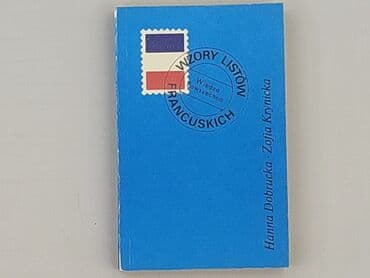 WZORY LISTÓW
FRANCUSKICH
Wiedza
Powszechna
Hanna Dobrucka · Zofia Krynicka